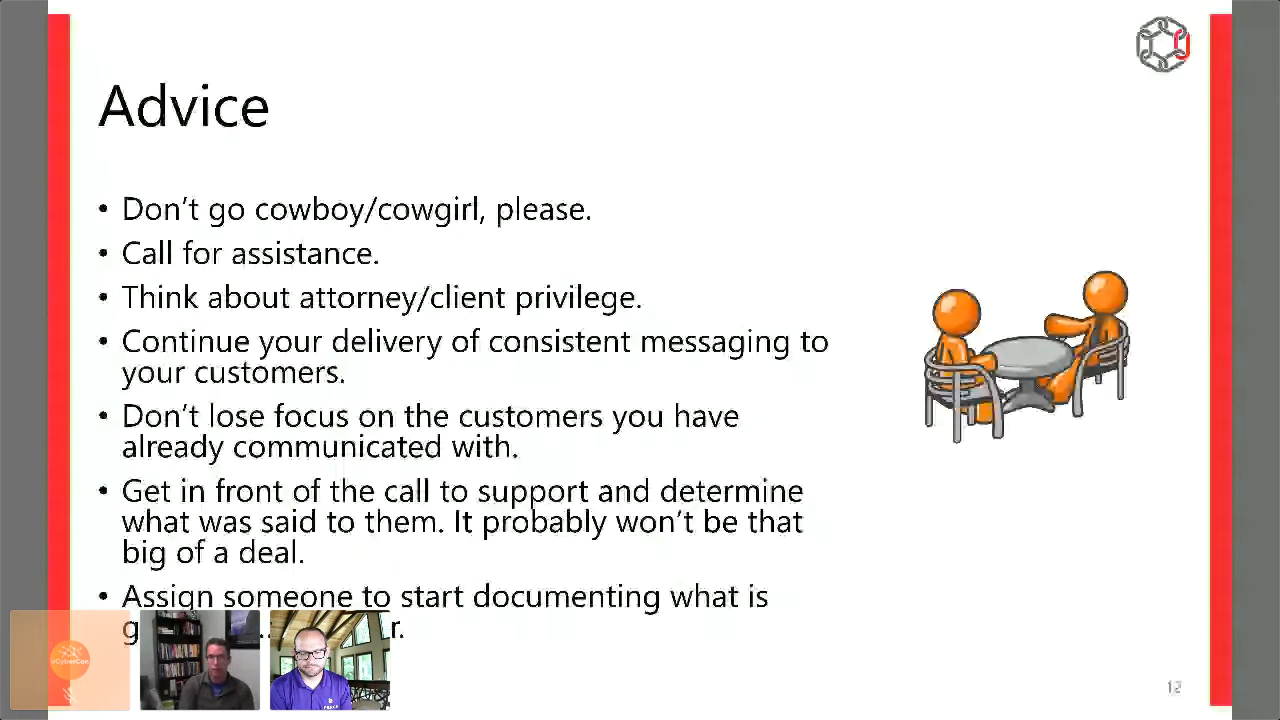 Advice
• Don't go cowboy/cowgirl, please.
• Call for assistance.
• Think about attorney/client privilege.
• Continue your delivery of consistent messaging to
your customers.
• Don't lose focus on the customers you have
already communicated with.
• Get in front of the call to support and determine
what was said to them. It probably won't be that
big of a deal.
• Assign someone to start documenting what is
12